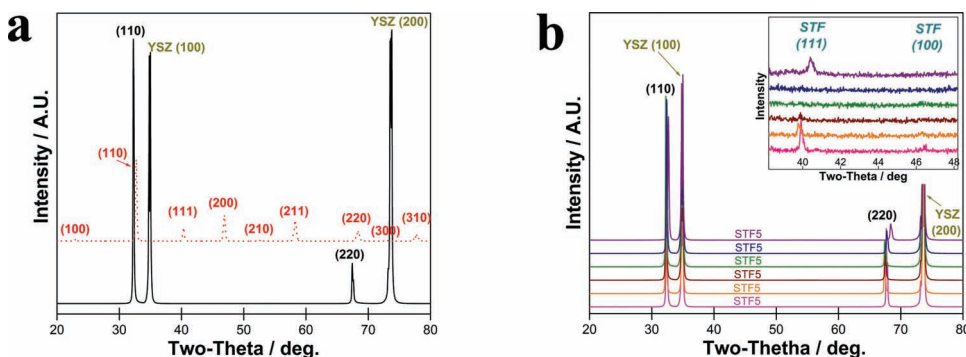 a
(110)
YSZ (100)
YSZ (200)
(110)
(100)
(111)
(200)
(210)
(211)
(220)
(300)
(310)
(220)
Intensity / A.U.
20 30 40 50 60 70 80
Two-Theta / deg.
b
YSZ (100)
(110)
STF
(111)
STF
(100)
Intensity
40 42 44 46 48
Two-Theta / deg.
(220)
YSZ
(200)
STF5
STF5
STF5
STF5
STF5
STF5
Intensity / A.U.
20 30 40 50 60 70 80
Two-Thetha / deg.